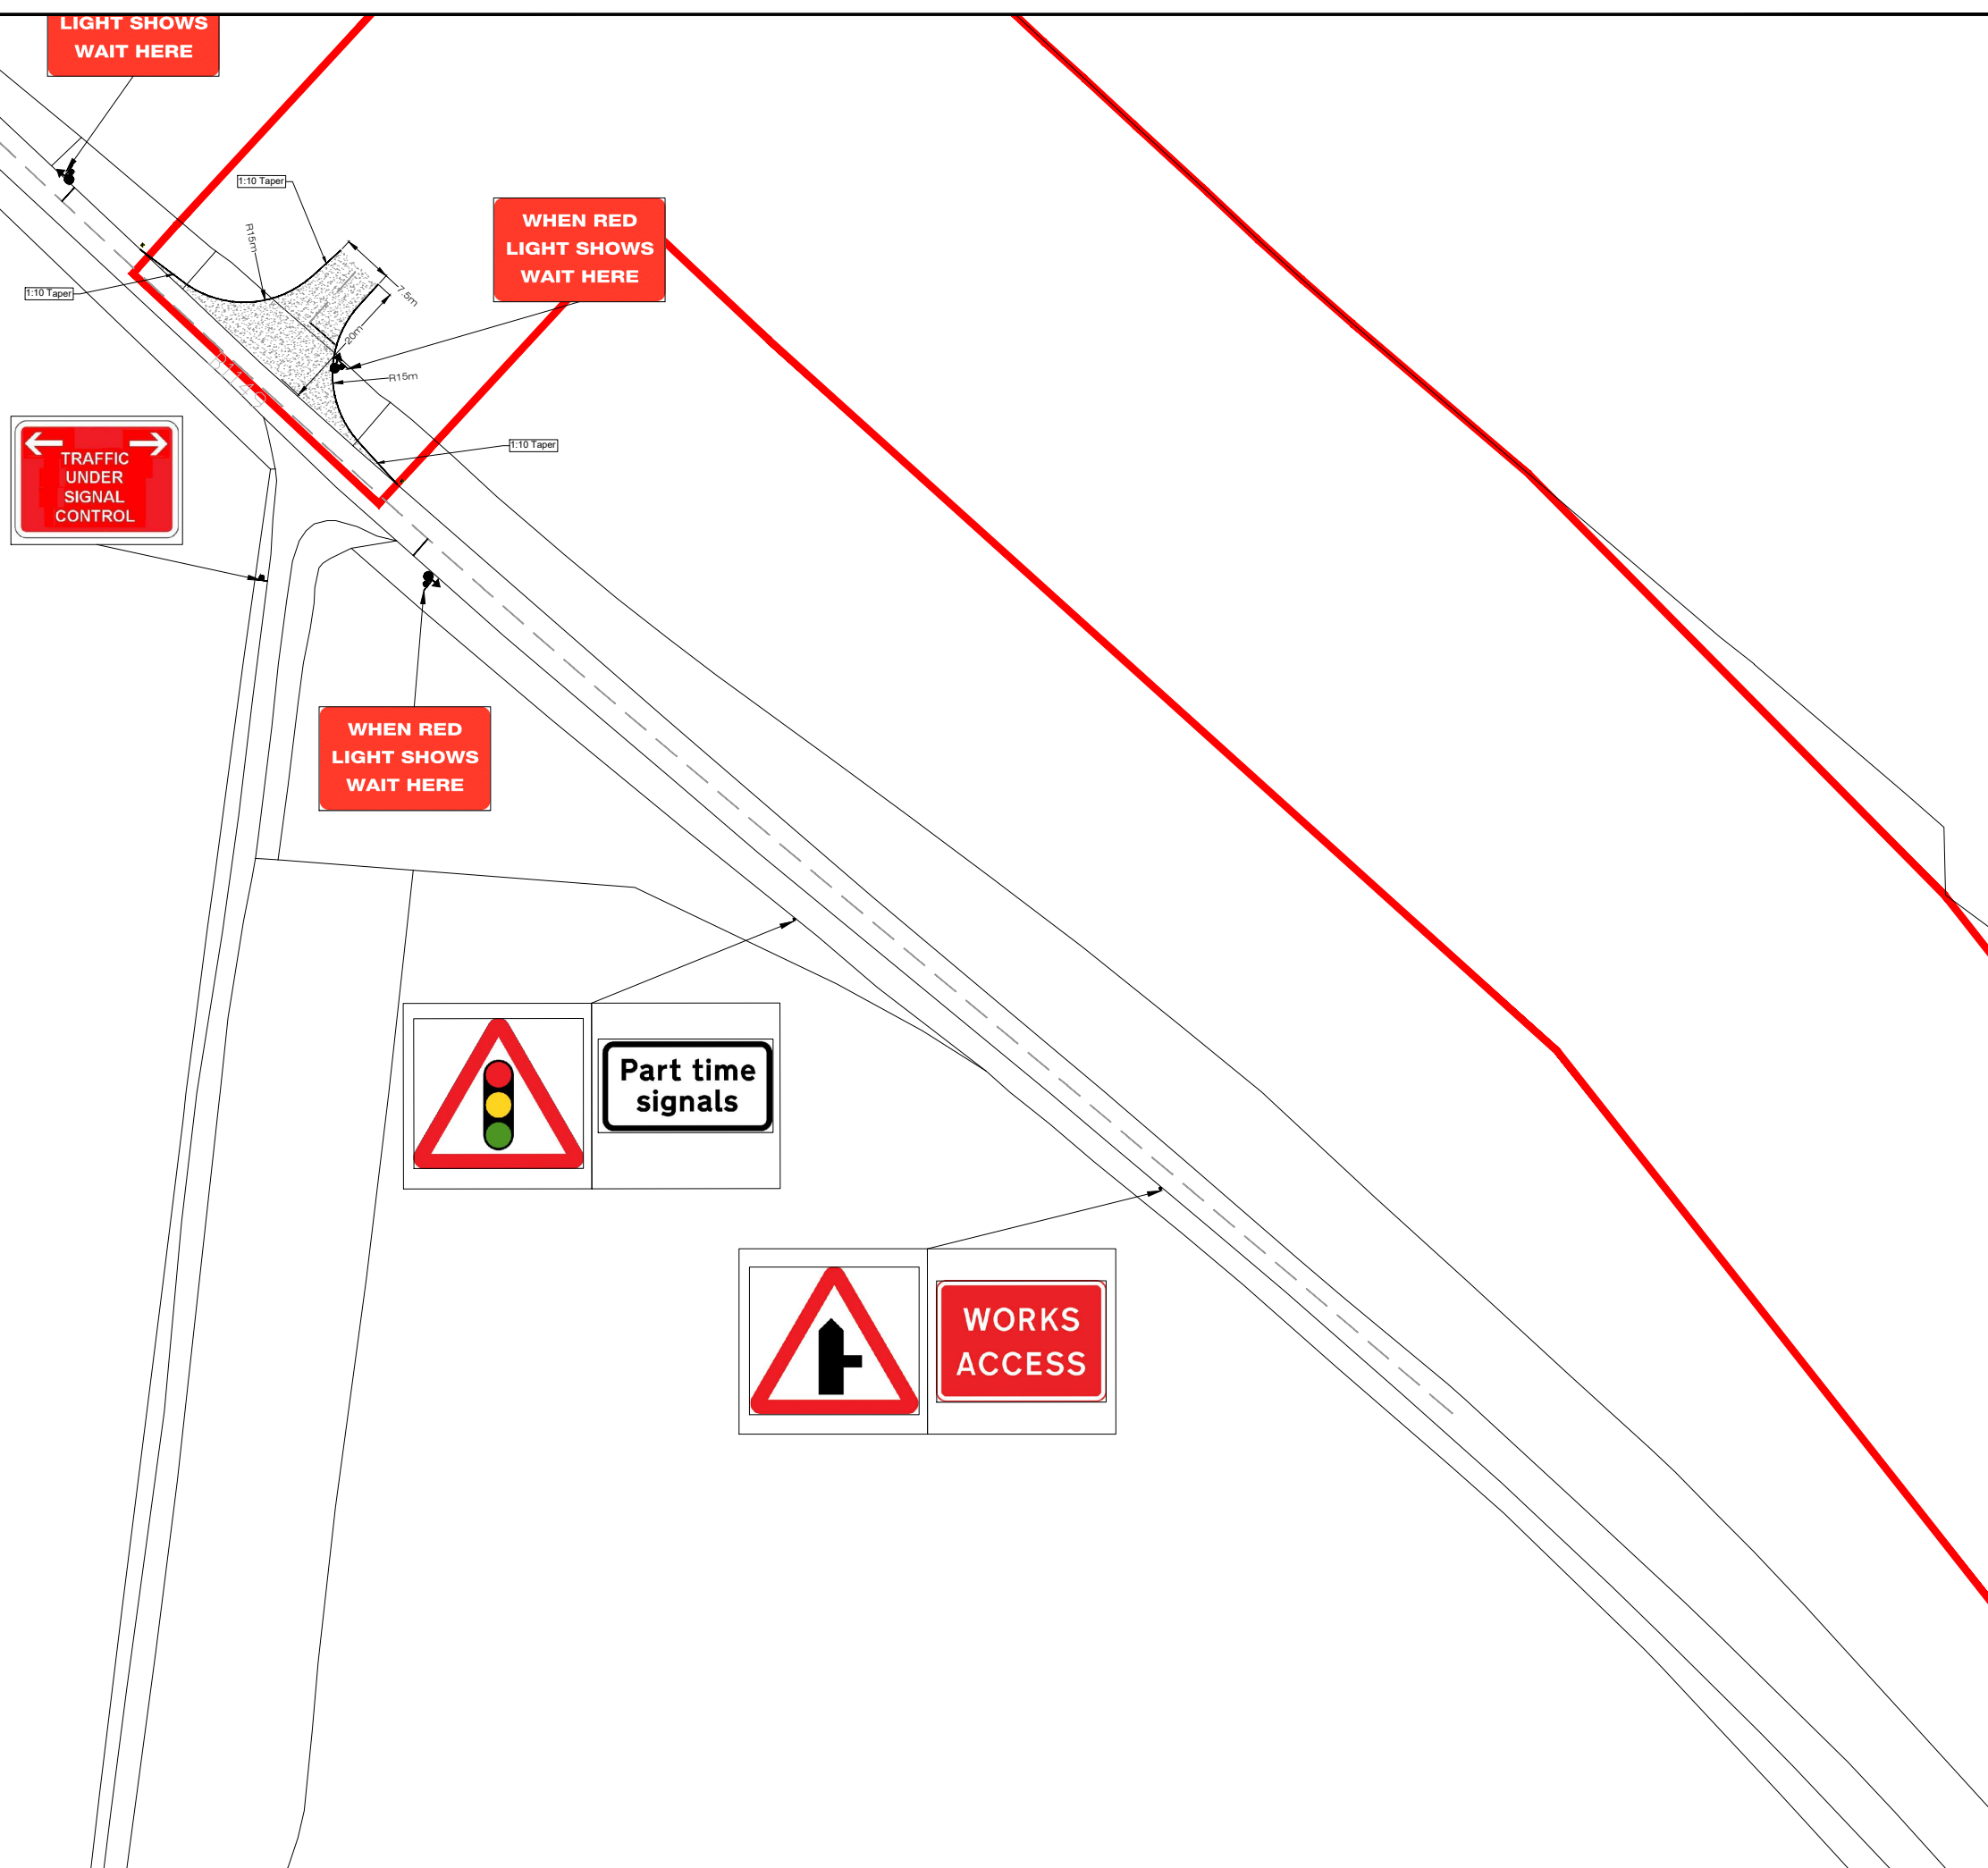 LIGHT SHOWS
WAIT HERE
1:10 Taper
R15m
WHEN RED
LIGHT SHOWS
WAIT HERE
1:10 Taper
7.5m
20m
B1149
R15m
1:10 Taper
TRAFFIC
UNDER
SIGNAL
CONTROL
WHEN RED
LIGHT SHOWS
WAIT HERE
Part time
signals
WORKS
ACCESS